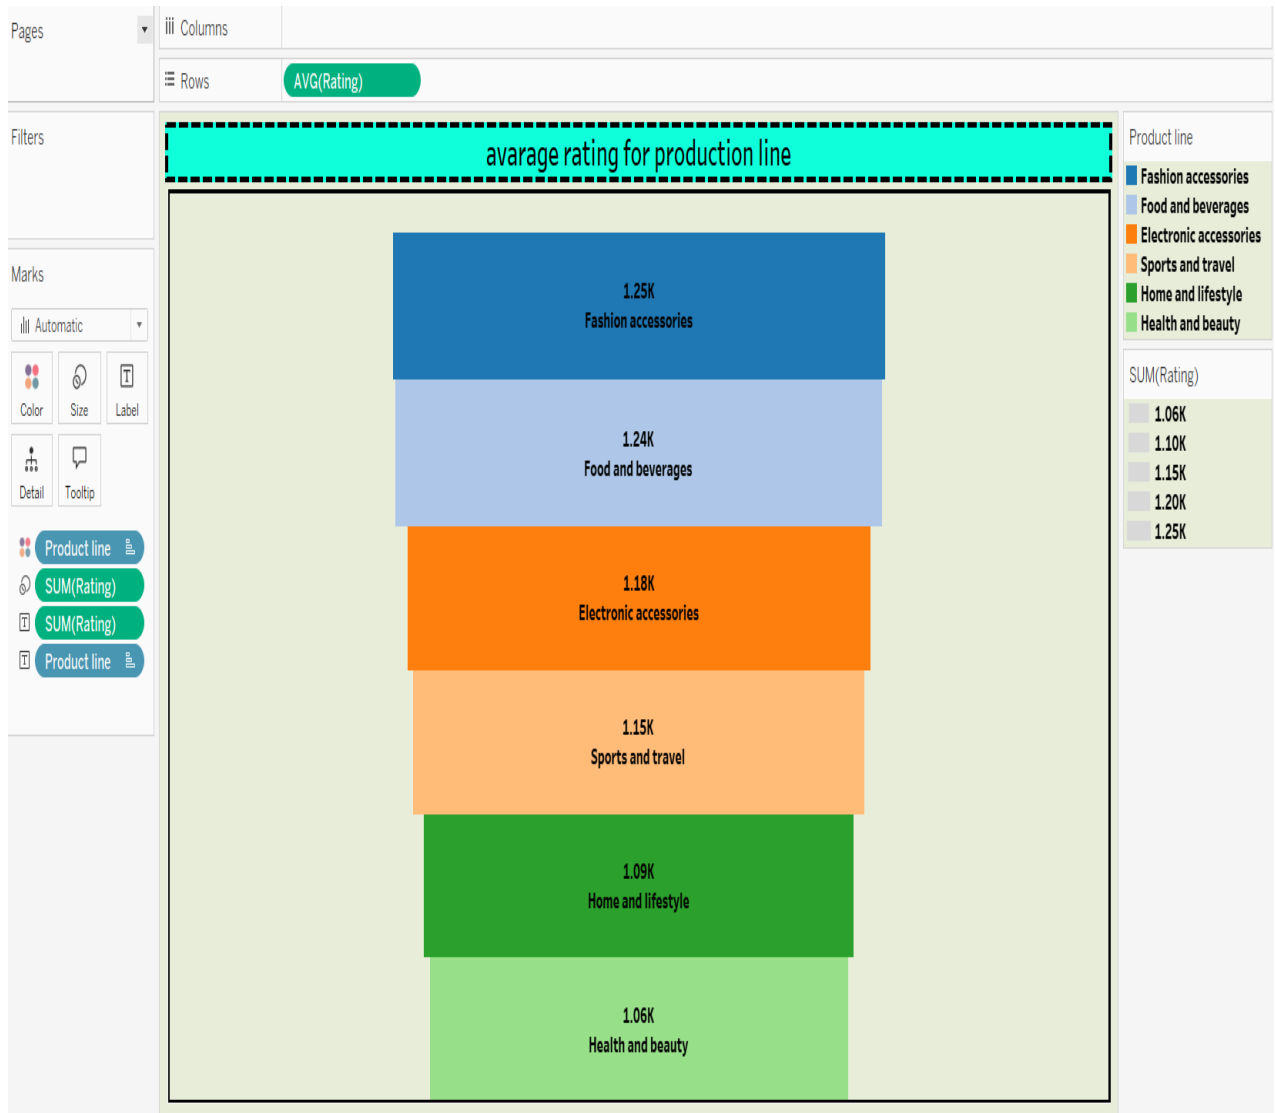 Pages
Columns
Rows
AVG(Rating)
Filters
Marks
Automatic
Color
Size
Label
Detail
Tooltip
Product line
SUM(Rating)
SUM(Rating)
Product line
avarage rating for production line
1.25K
Fashion accessories
1.24K
Food and beverages
1.18K
Electronic accessories
1.15K
Sports and travel
1.09K
Home and lifestyle
1.06K
Health and beauty
Product line
Fashion accessories
Food and beverages
Electronic accessories
Sports and travel
Home and lifestyle
Health and beauty
SUM(Rating)
1.06K
1.10K
1.15K
1.20K
1.25K